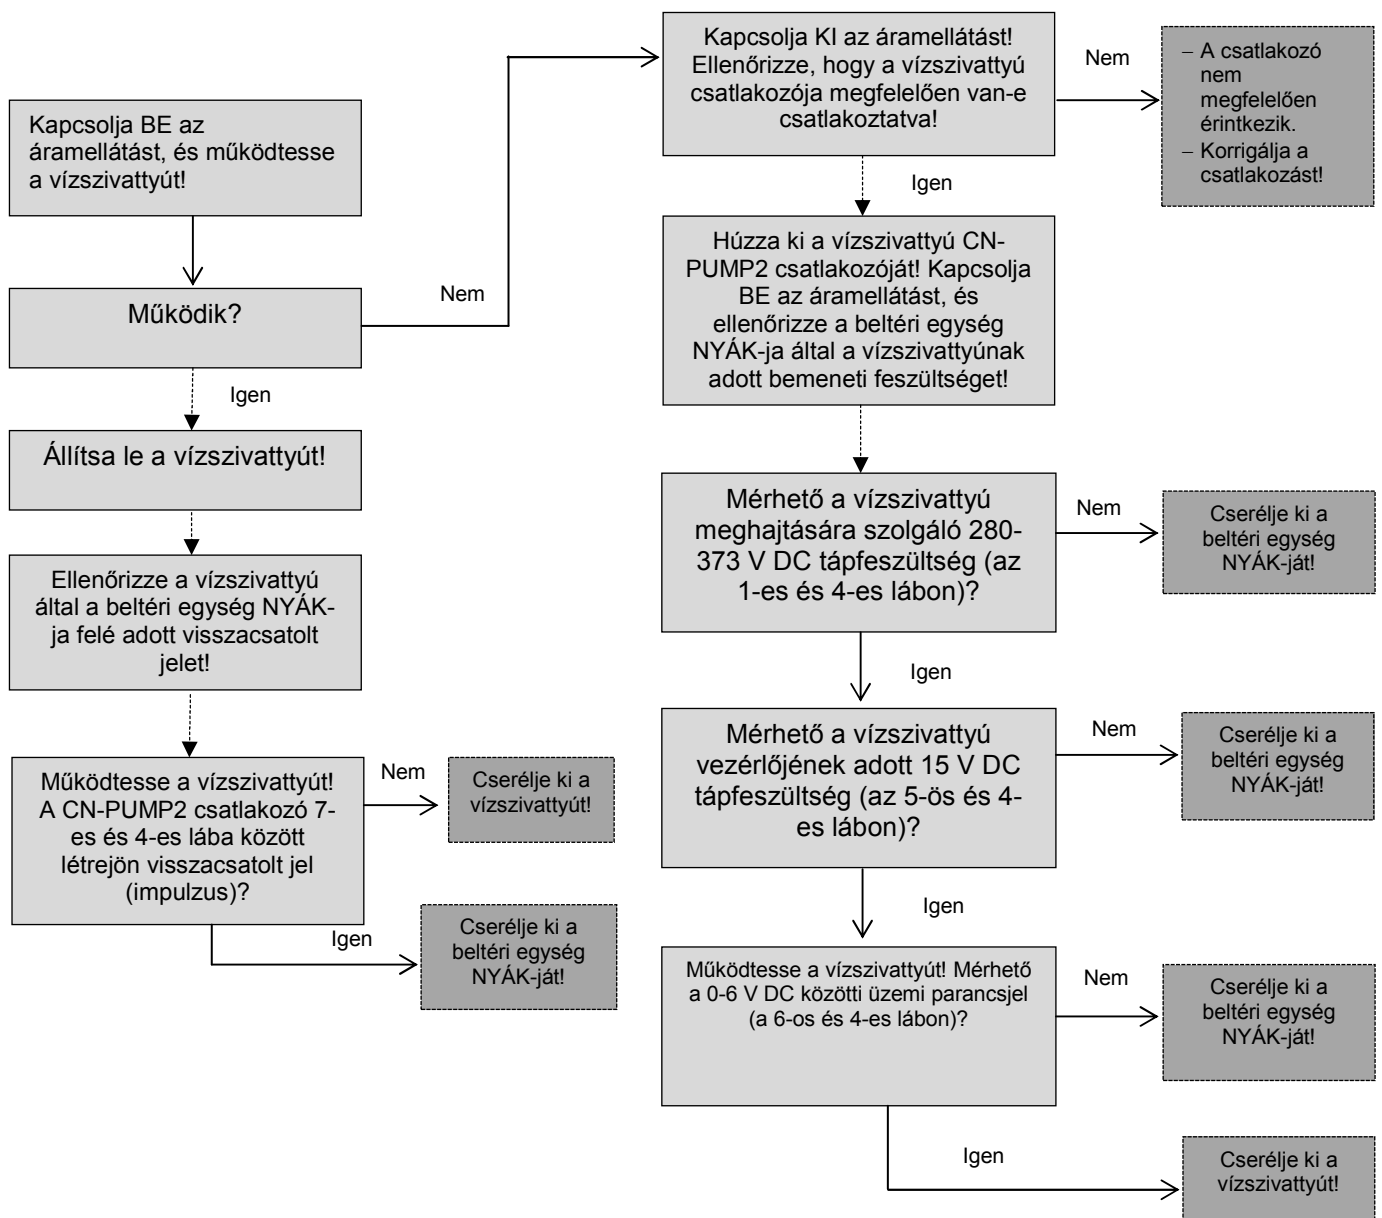 Kapcsolja BE az
áramellátást, és működtesse
a vízszivattyút!
Működik?
Nem
Igen
Állítsa le a vízszivattyút!
Ellenőrizze a vízszivattyú
által a beltéri egység NYÁK-
ja felé adott visszacsatolt
jelet!
Működtesse a vízszivattyút!
A CN-PUMP2 csatlakozó 7-
es és 4-es lába között
létrejön visszacsatolt jel
(impulzus)?
Nem
Cserélje ki a
vízszivattyút!
Igen
Cserélje ki a
beltéri egység
NYÁK-ját!
Kapcsolja KI az áramellátást!
Ellenőrizze, hogy a vízszivattyú
csatlakozója megfelelően van-e
csatlakoztatva!
Nem
– A csatlakozó
nem
megfelelően
érintkezik.
– Korrigálja a
csatlakozást!
Igen
Húzza ki a vízszivattyú CN-
PUMP2 csatlakozóját! Kapcsolja
BE az áramellátást, és
ellenőrizze a beltéri egység
NYÁK-ja által a vízszivattyúnak
adott bemeneti feszültséget!
Mérhető a vízszivattyú
meghajtására szolgáló 280-
373 V DC tápfeszültség (az
1-es és 4-es lábon)?
Nem
Cserélje ki a
beltéri egység
NYÁK-ját!
Igen
Mérhető a vízszivattyú
vezérlőjének adott 15 V DC
tápfeszültség (az 5-ös és 4-
es lábon)?
Nem
Cserélje ki a
beltéri egység
NYÁK-ját!
Igen
Működtesse a vízszivattyút! Mérhető
a 0-6 V DC közötti üzemi parancsjel
(a 6-os és 4-es lábon)?
Nem
Cserélje ki a
beltéri egység
NYÁK-ját!
Igen
Cserélje ki a
vízszivattyút!